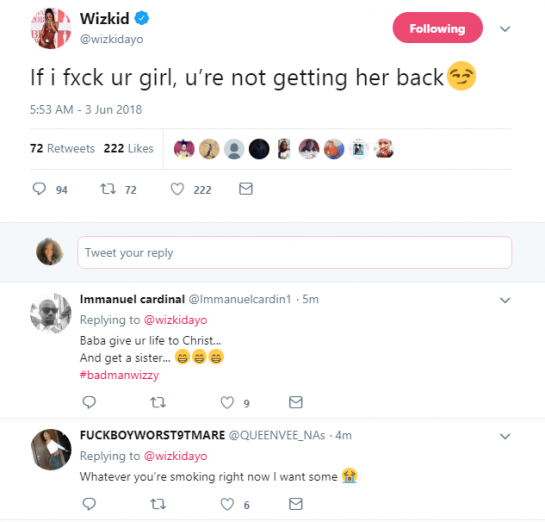 Wizkid
@wizkidayo
Following
If i fxck ur girl, u’re not getting her back😏
5:53 AM - 3 Jun 2018
72 Retweets 222 Likes
94 72 222
Tweet your reply
Immanuel cardinal @Immanuelcardin1 · 5m
Replying to @wizkidayo
Baba give ur life to Christ...
And get a sister... 😁😁😁
#badmanwizzy
9
FUCKBOYWORST9TMARE @QUEENVEE_NAs · 4m
Replying to @wizkidayo
Whatever you’re smoking right now I want some 😭
6